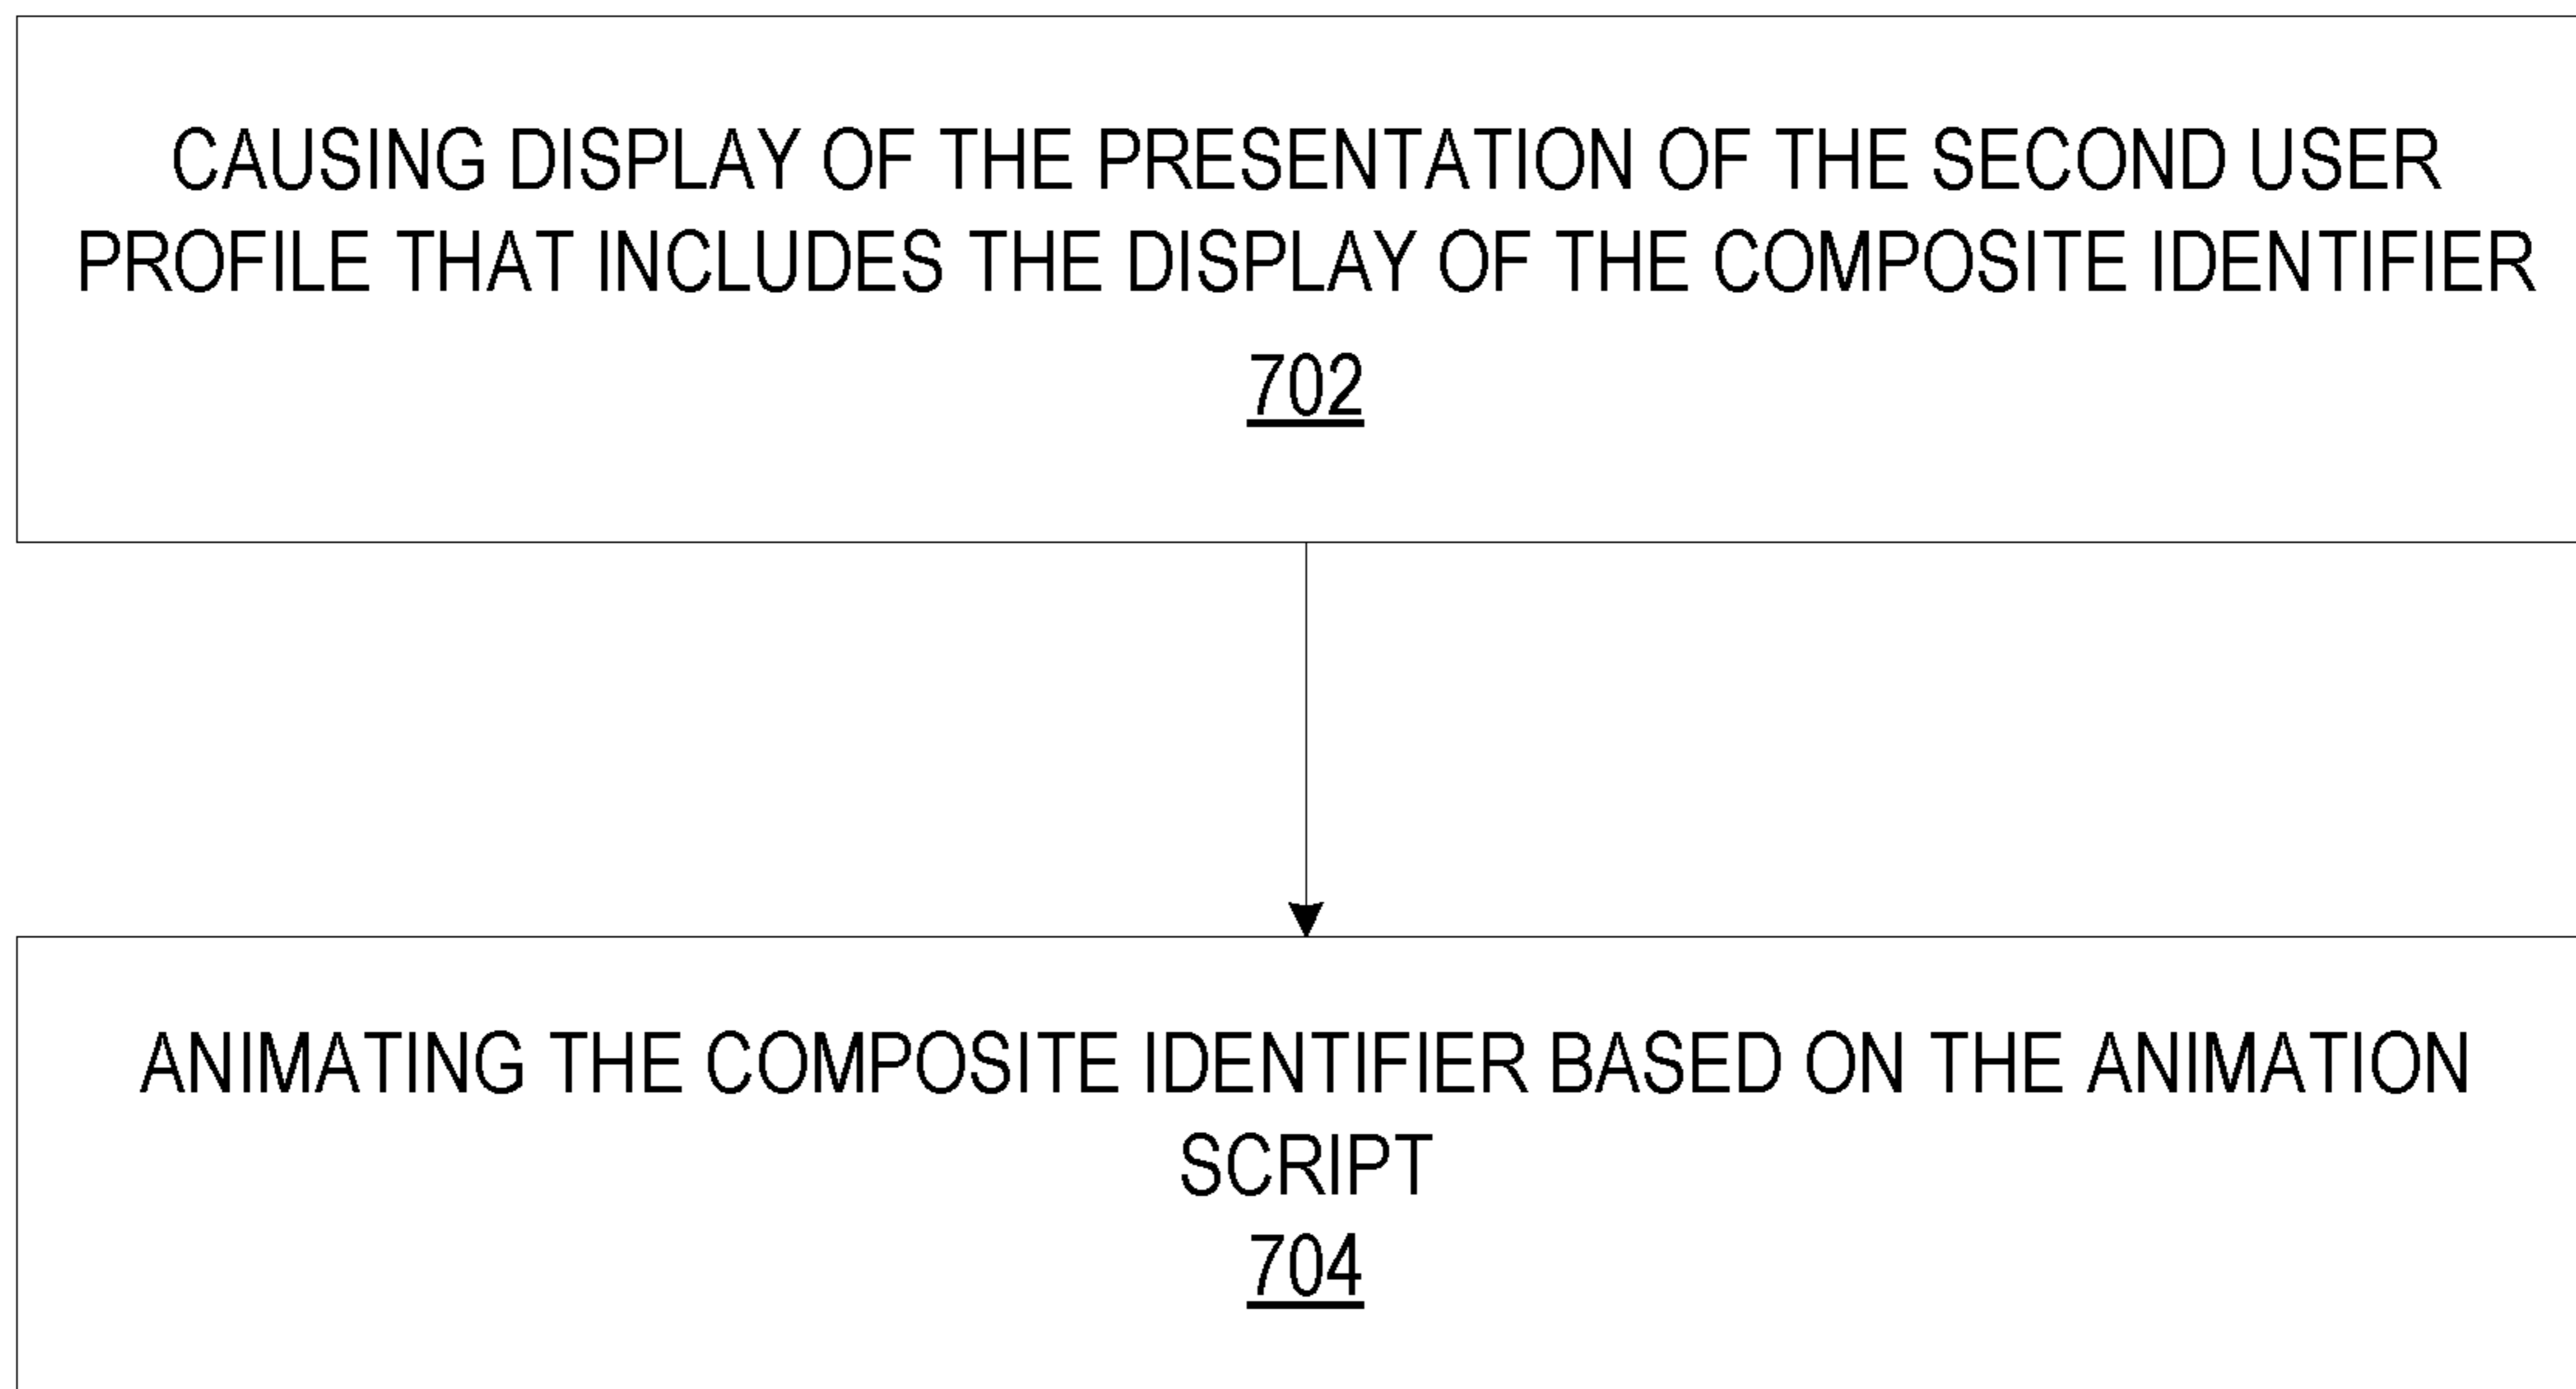 CAUSING DISPLAY OF THE PRESENTATION OF THE SECOND USER
PROFILE THAT INCLUDES THE DISPLAY OF THE COMPOSITE IDENTIFIER
702
ANIMATING THE COMPOSITE IDENTIFIER BASED ON THE ANIMATION
SCRIPT
704